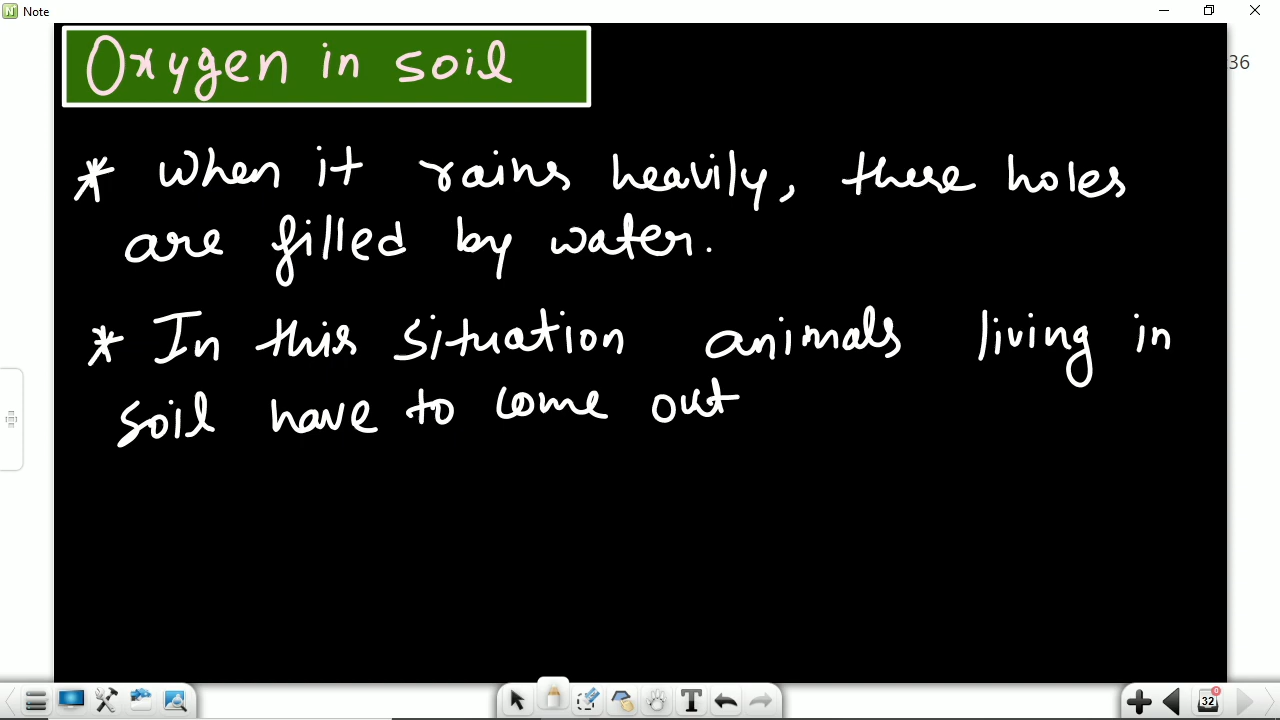 Note
Oxygen in soil
36
* When it rains heavily, these holes
are filled by water.
* In this situation animals living in
soil have to come out
T
32